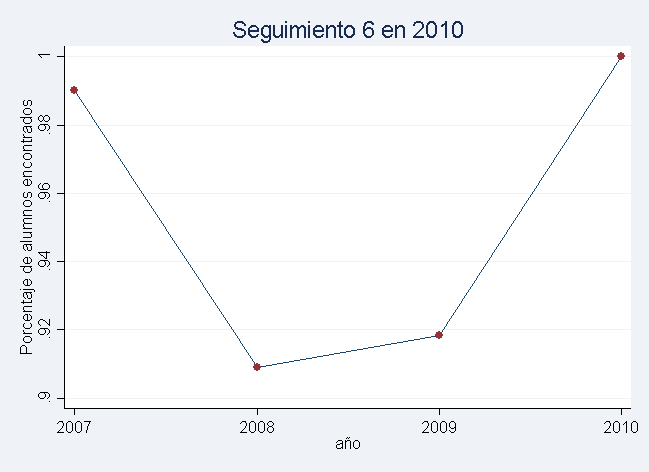 Seguimiento 6 en 2010
Porcentaje de alumnos encontrados
1
.98
.96
.94
.92
.9
2007 2008 2009 2010
año